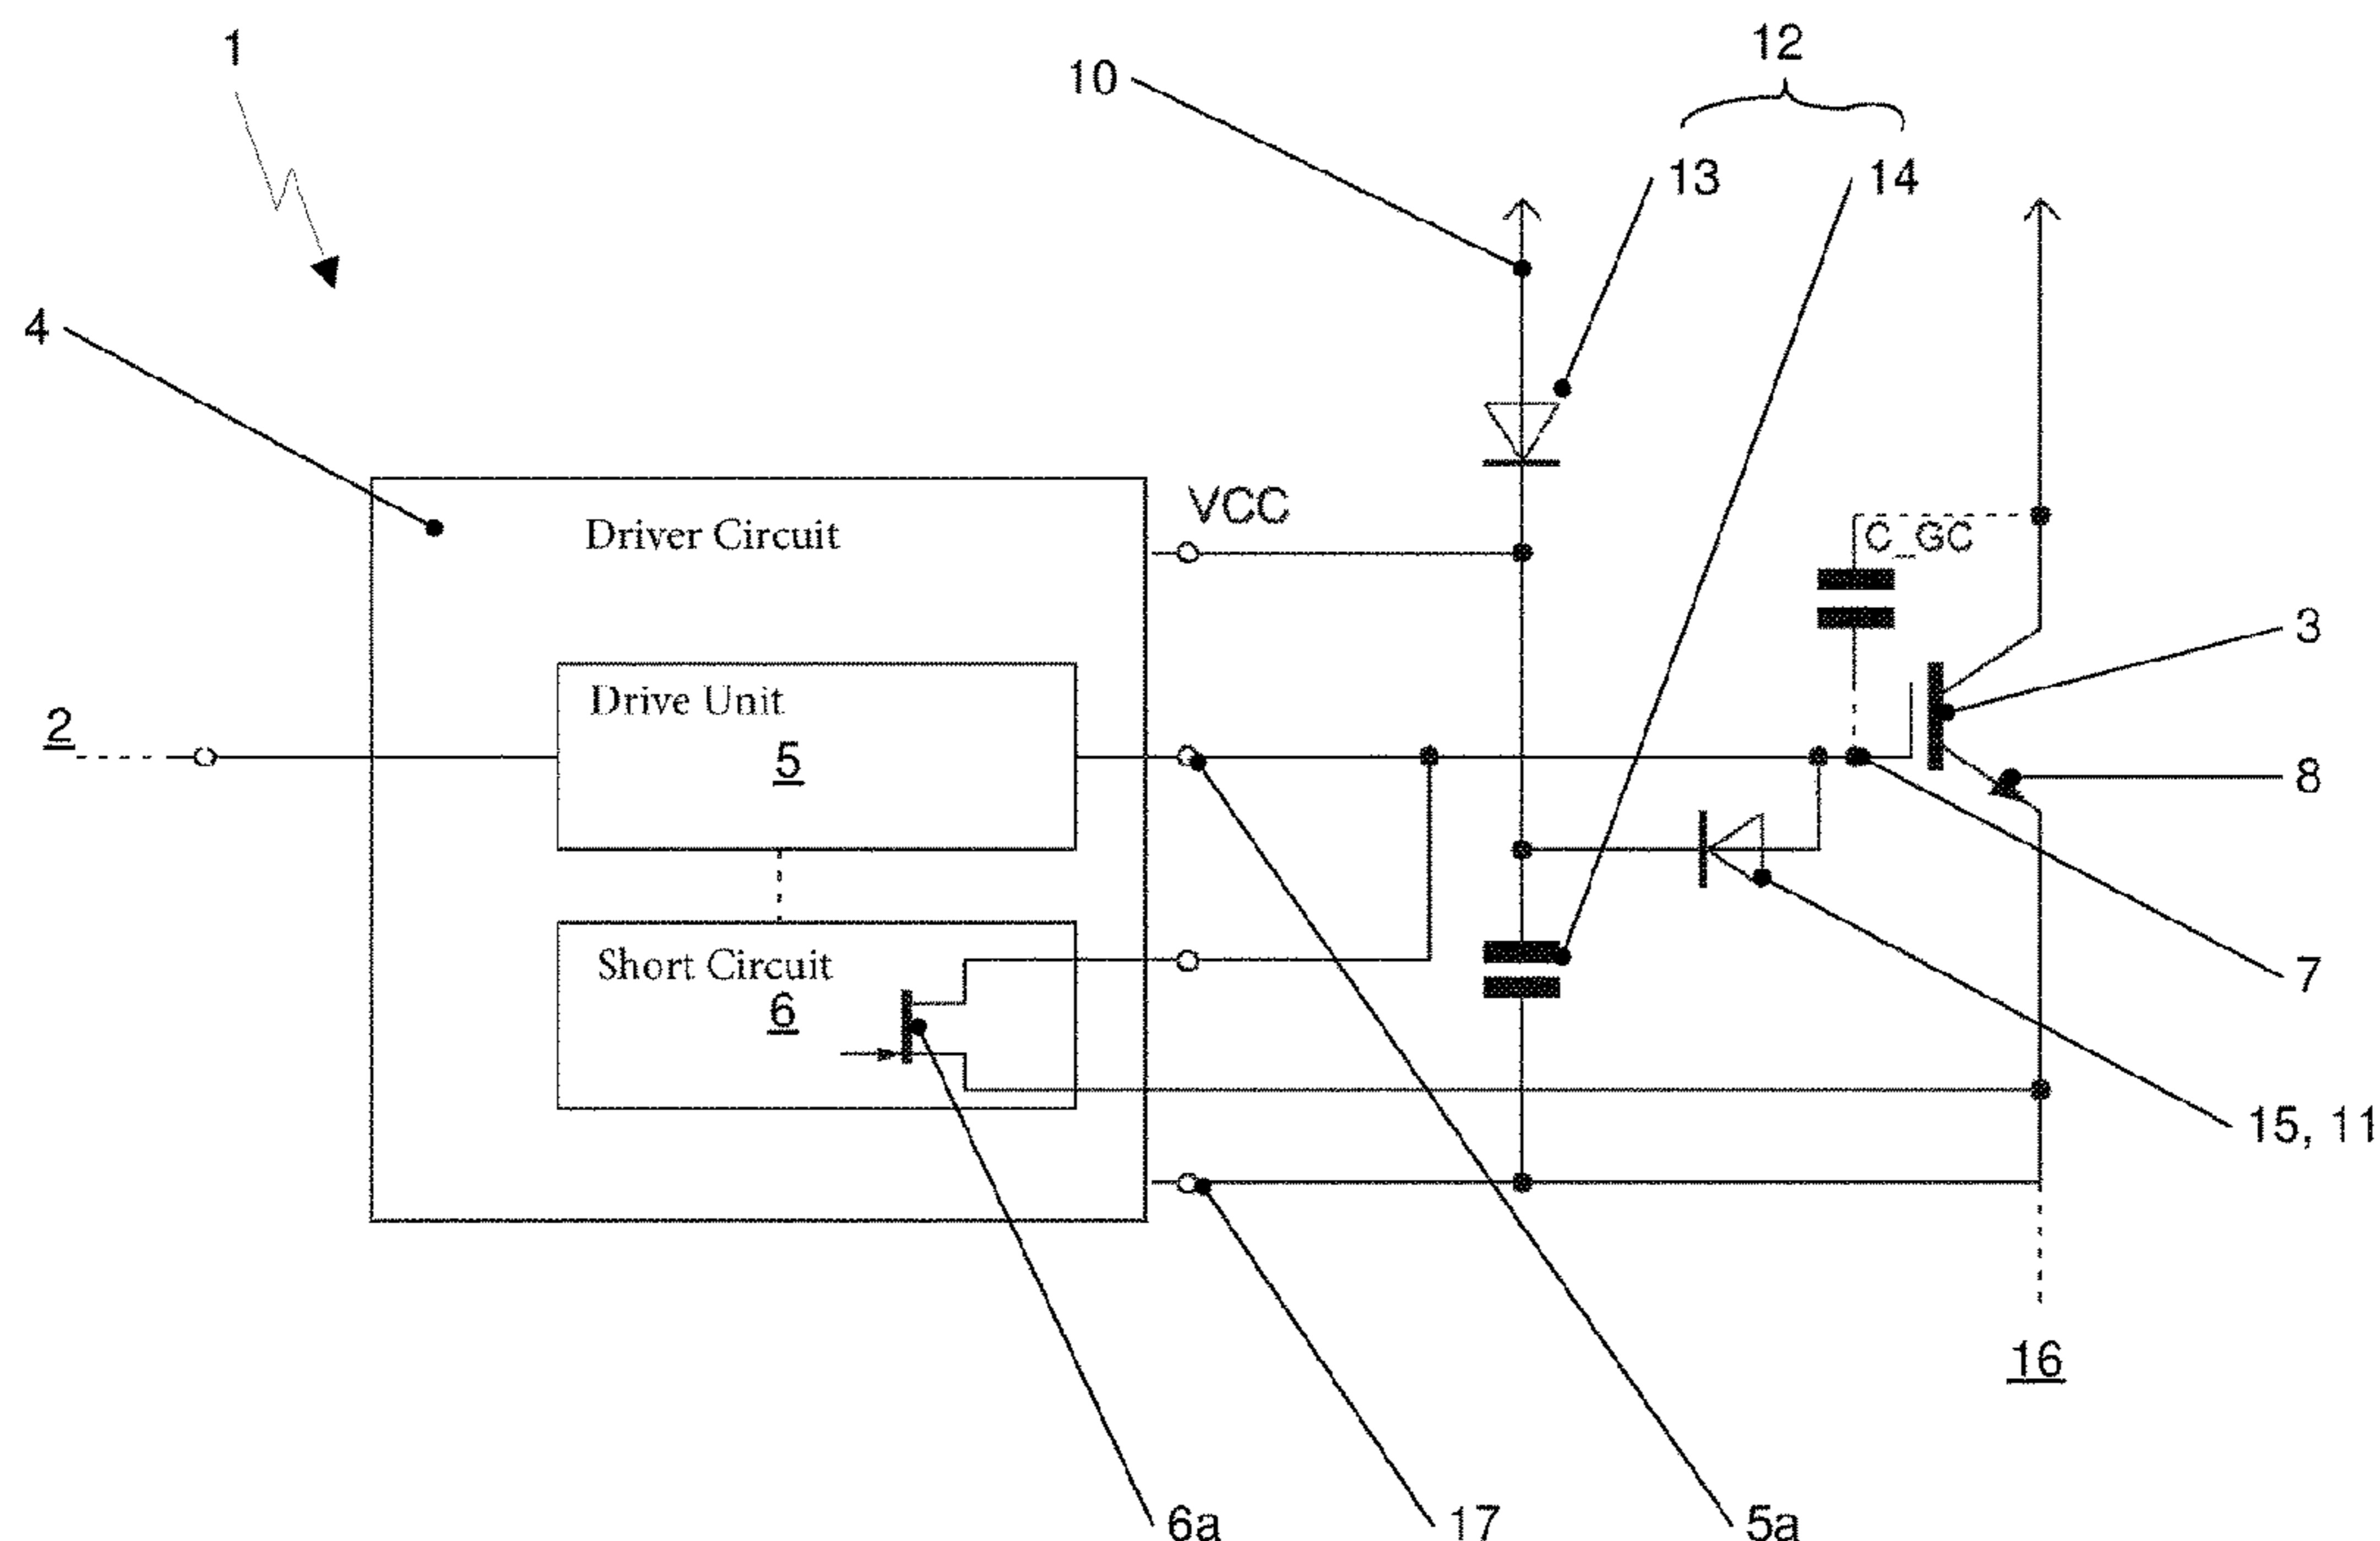 1
12
10
13 14
4
VCC
Driver Circuit
C_GC
3
Drive Unit
2
5
8
Short Circuit
7
6
15, 11
16
6a
17
5a